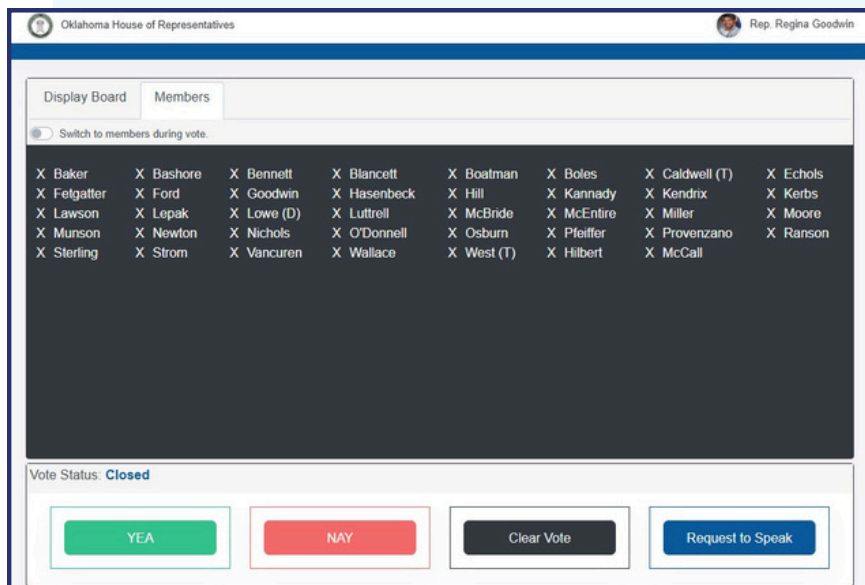 Oklahoma House of Representatives Rep. Regina Goodwin
Display Board Members
Switch to members during vote.
X Baker X Bashore X Bennett X Blancett X Boatman X Boles X Caldwell (T) X Echols
X Fetgatter X Ford X Goodwin X Hasenbeck X Hill X Kannady X Kendrix X Kerbs
X Lawson X Lepak X Lowe (D) X Luttrell X McBride X McEntire X Miller X Moore
X Munson X Newton X Nichols X O'Donnell X Osburn X Pfeiffer X Provenzano X Ranson
X Sterling X Strom X Vancuren X Wallace X West (T) X Hilbert X McCall
Vote Status: Closed
YEA NAY Clear Vote Request to Speak